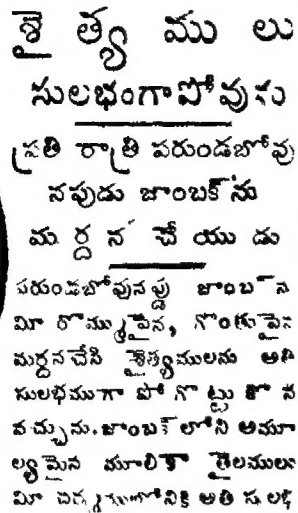 శైత్యములు
సులభంగాపోవును
ప్రతి రాత్రి పరుండబోవు
నపుడు జాంబక్‌ను
మర్దన చేయుడు
పరుండబోవునప్డు జాంబక్‌న
మీ రొమ్ముపైన, గొంతుపైన
మర్దనచేసి శైత్యములను అతి
సులభముగా పోగొట్టుకొన
వచ్చును. జాంబక్‌లోని అమూ
ల్యమైన మూలికా తైలములు
మీ చర్మములోనికి అతి సులభ